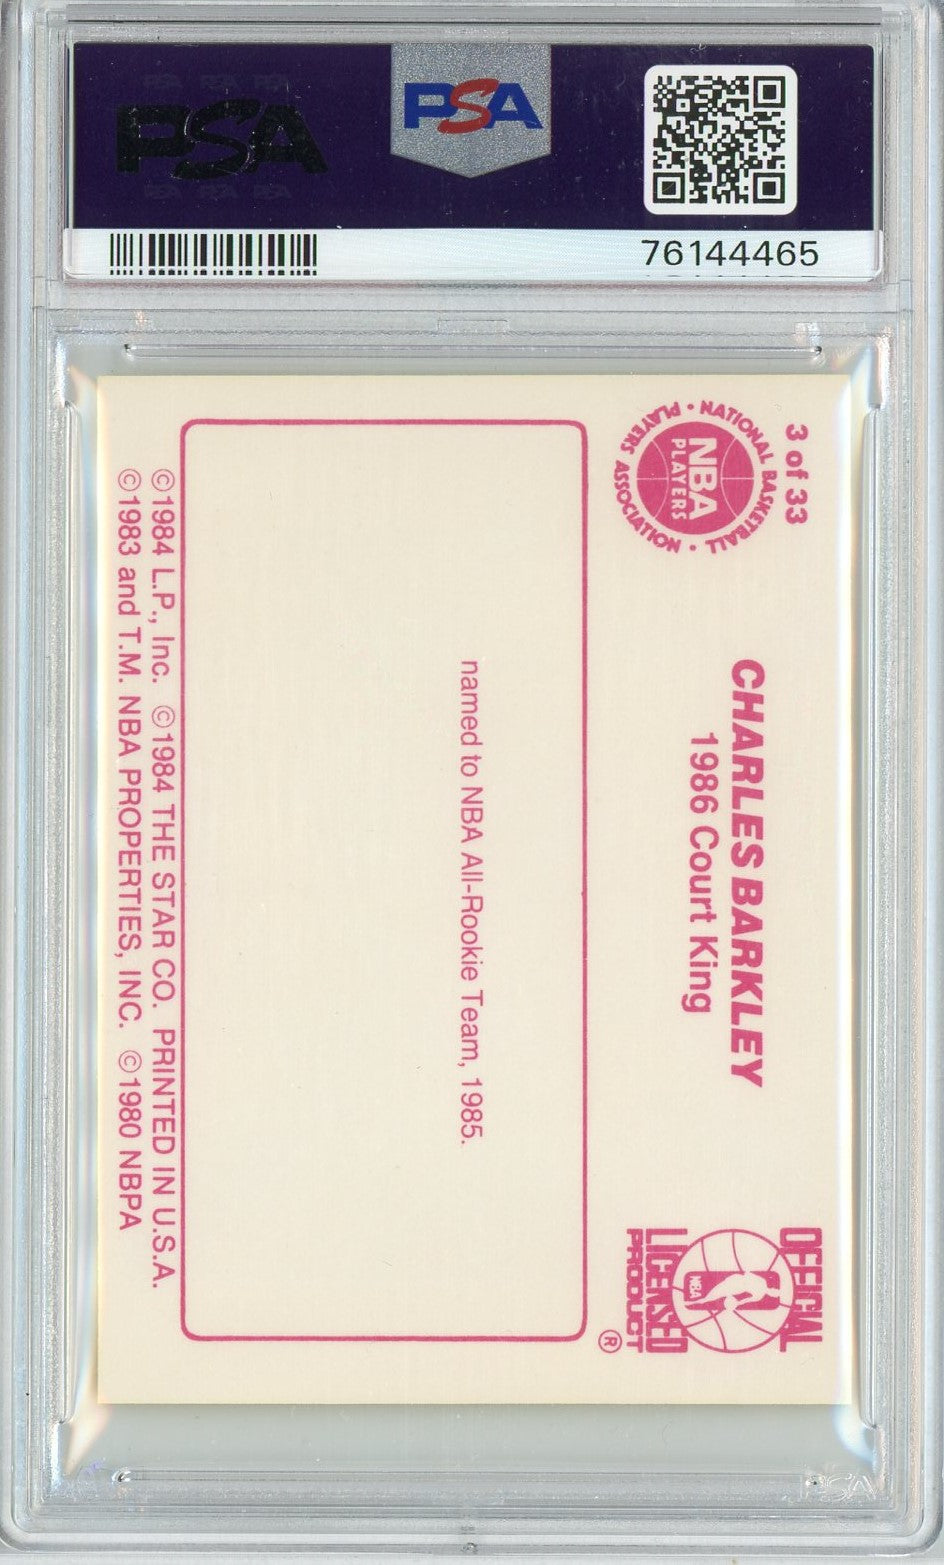 PSA
PSA
76144465
3 of 33
NATIONAL BASKETBALL PLAYERS ASSOCIATION
NBA
PLAYERS
CHARLES BARKLEY
1986 Court King
OFFICIAL
NBA
LICENSED
PRODUCT
®
named to NBA All-Rookie Team, 1985.
©1984 L.P., Inc. ©1984 THE STAR CO. PRINTED IN U.S.A.
©1983 and T.M. NBA PROPERTIES, INC. ©1980 NBPA
PSA